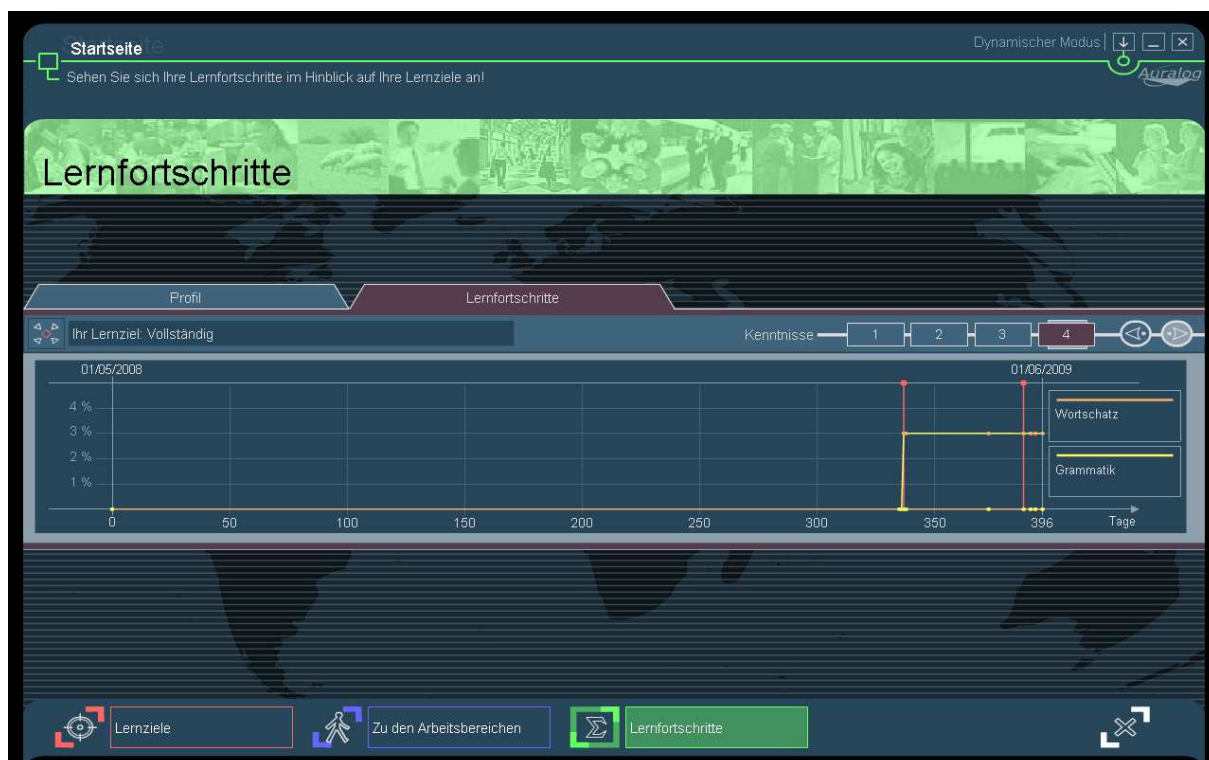 Startseite
Dynamischer Modus
Sehen Sie sich Ihre Lernfortschritte im Hinblick auf Ihre Lernziele an!
Auralog
Lernfortschritte
Profil
Lernfortschritte
Ihr Lernziel: Vollständig
Kenntnisse
1
2
3
4
01/05/2008
01/06/2009
4 %
3 %
2 %
1 %
Wortschatz
Grammatik
0
50
100
150
200
250
300
350
396
Tage
Lernziele
Zu den Arbeitsbereichen
Lernfortschritte